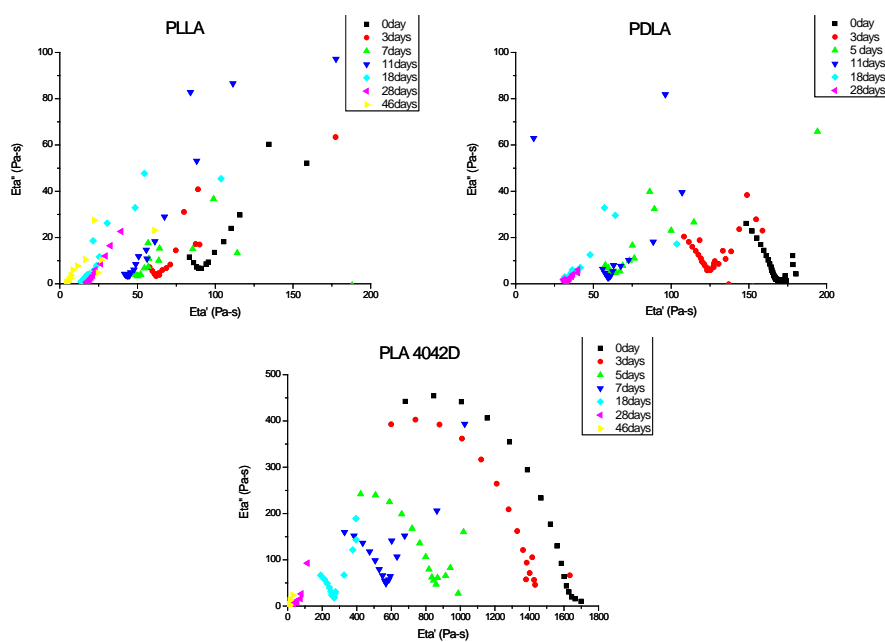 PLLA
0day
3days
7days
11days
18days
28days
46days
100
80
60
40
20
0
0 50 100 150 200
Eta'' (Pa-s)
Eta' (Pa-s)
PDLA
0day
3days
5 days
11days
18days
28days
100
80
60
40
20
0
0 50 100 150 200
Eta'' (Pa-s)
Eta' (Pa-s)
PLA 4042D
0day
3days
5days
7days
18days
28days
46days
500
400
300
200
100
0
0 200 400 600 800 1000 1200 1400 1600 1800
Eta'' (Pa-s)
Eta' (Pa-s)